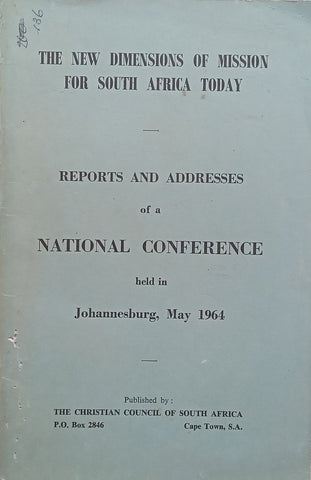 186
THE NEW DIMENSIONS OF MISSION
FOR SOUTH AFRICA TODAY
REPORTS AND ADDRESSES
of a
NATIONAL CONFERENCE
held in
Johannesburg, May 1964
Published by :
THE CHRISTIAN COUNCIL OF SOUTH AFRICA
P.O. Box 2846 Cape Town, S.A.